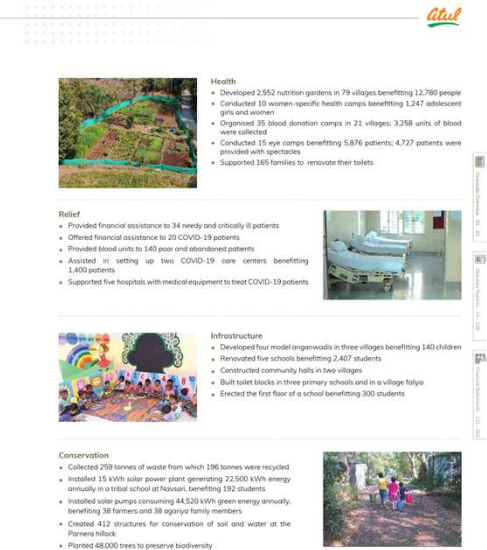 atul
Health
Developed 2,552 nutrition gardens in 79 villages benefitting 12,780 people
Conducted 10 women-specific health camps benefitting 1,247 adolescent
girls and women
Organised 35 blood donation camps in 21 villages; 3,258 units of blood
were collected
Conducted 15 eye camps benefitting 5,876 patients; 4,727 patients were
provided with spectacles
Supported 165 families to renovate their toilets
Relief
Provided financial assistance to 34 needy and critically ill patients
Offered financial assistance to 20 COVID-19 patients
Provided blood units to 140 poor and abandoned patients
Assisted in setting up two COVID-19 care centers benefitting
1,400 patients
Supported five hospitals with medical equipment to treat COVID-19 patients
Infrastructure
Developed four model anganwadis in three villages benefitting 140 children
Renovated five schools benefitting 2,407 students
Constructed community halls in two villages
Built toilet blocks in three primary schools and in a village faliya
Erected the first floor of a school benefitting 300 students
Conservation
Collected 259 tonnes of waste from which 196 tonnes were recycled
Installed 15 kWh solar power plant generating 22,500 kWh energy
annually in a tribal school at Navsari, benefiting 192 students
Installed solar pumps consuming 44,520 kWh green energy annually,
benefiting 38 farmers and 38 agariya family members
Created 412 structures for conservation of soil and water at the
Parnera hillock
Planted 48,000 trees to preserve biodiversity
Corporate Overview
Statutory Reports
Financial Statements